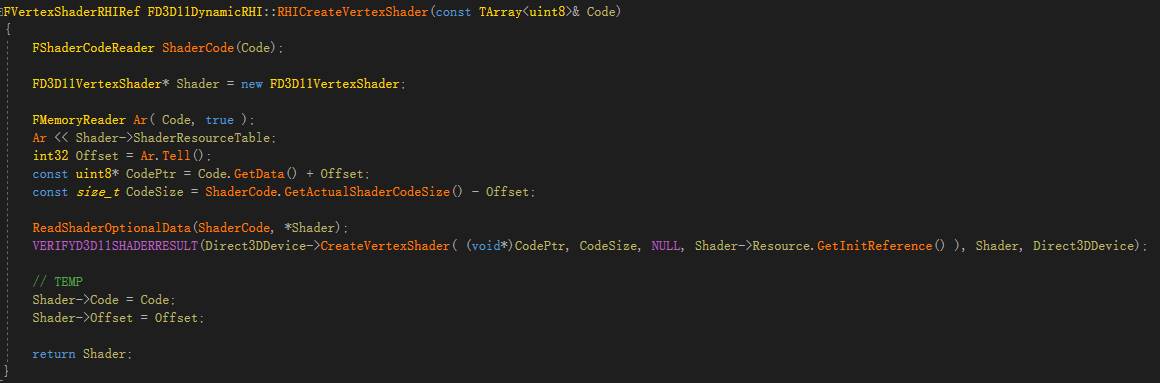 FVertexShaderRHIRef FD3D11DynamicRHI::RHICreateVertexShader(const TArray<uint8>& Code)
{
FShaderCodeReader ShaderCode(Code);
FD3D11VertexShader* Shader = new FD3D11VertexShader;
FMemoryReader Ar( Code, true );
Ar << Shader->ShaderResourceTable;
int32 Offset = Ar.Tell();
const uint8* CodePtr = Code.GetData() + Offset;
const size_t CodeSize = ShaderCode.GetActualShaderCodeSize() - Offset;
ReadShaderOptionalData(ShaderCode, *Shader);
VERIFYD3D11SHADERRESULT(Direct3DDevice->CreateVertexShader( (void*)CodePtr, CodeSize, NULL, Shader->Resource.GetInitReference() ), Shader, Direct3DDevice);
// TEMP
Shader->Code = Code;
Shader->Offset = Offset;
return Shader;
}